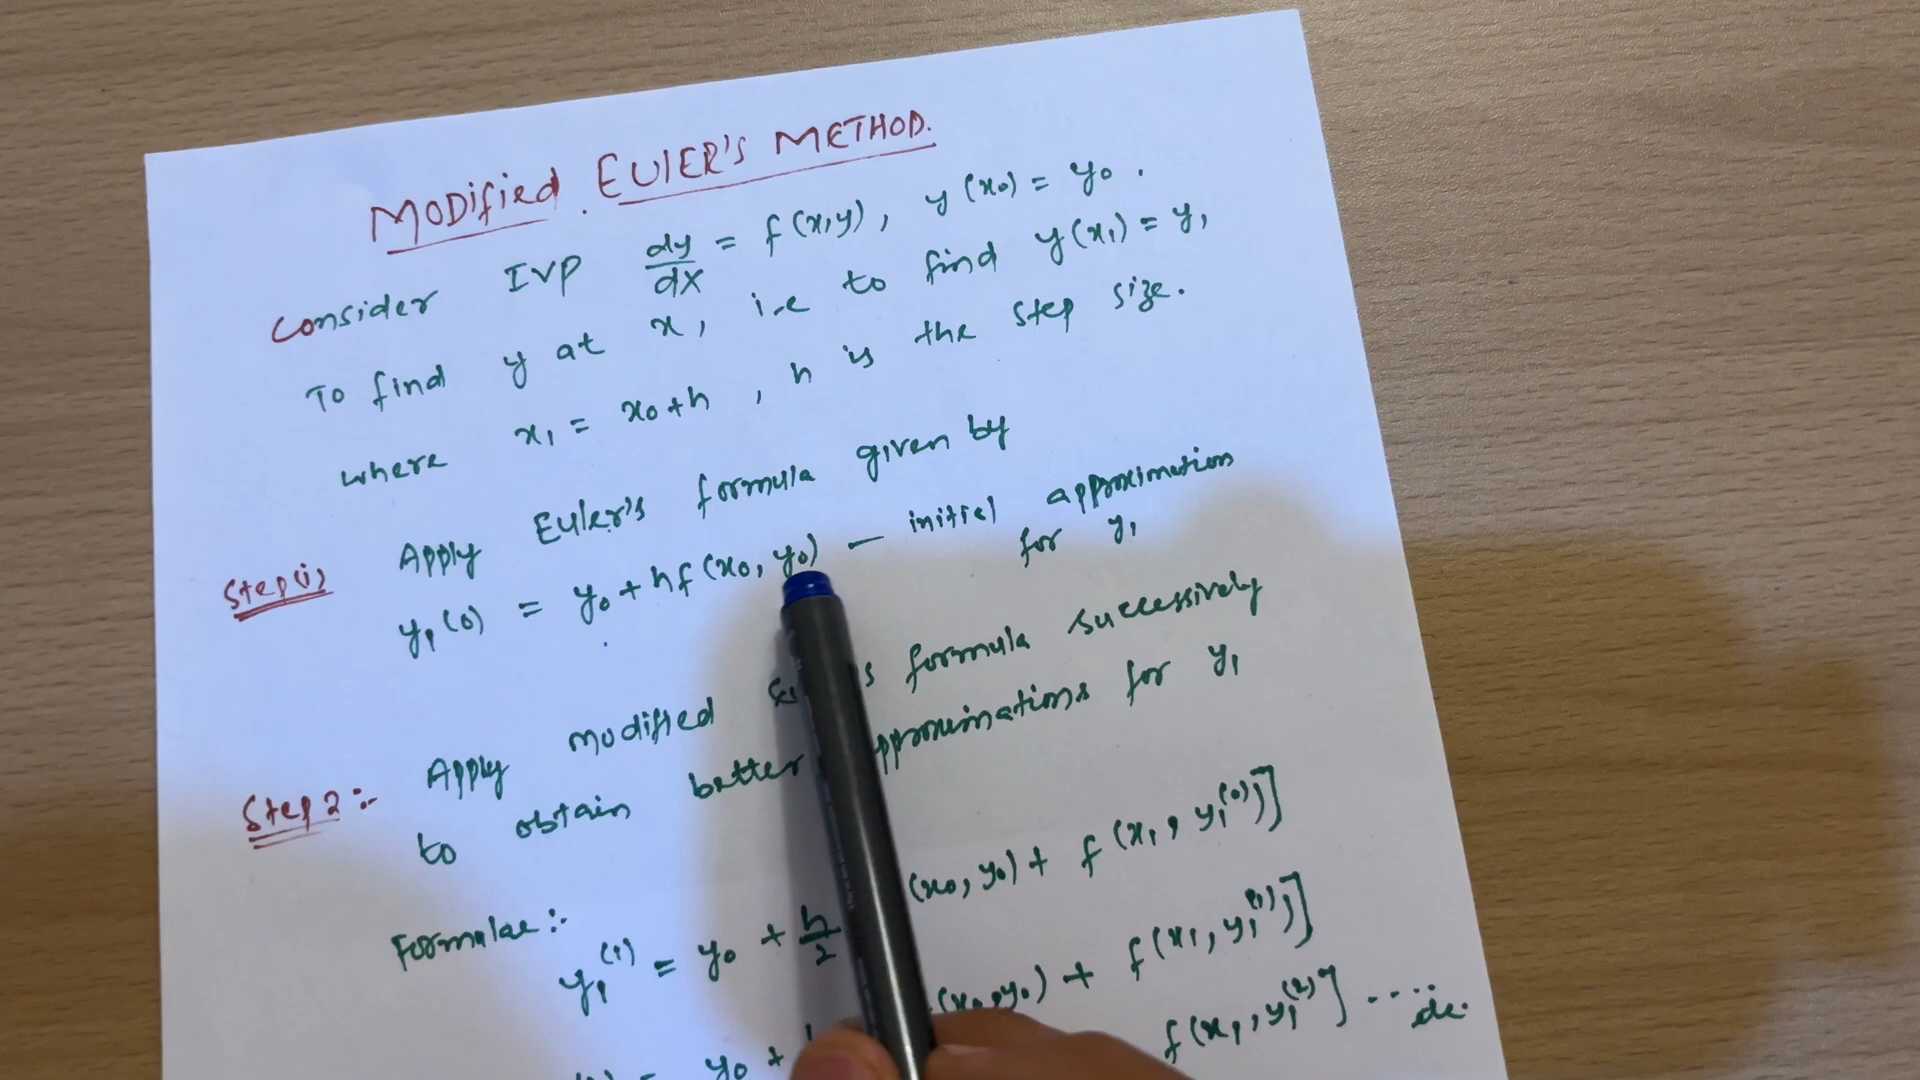 MODified EULER'S METHOD.
Consider IVP dy/dx = f(x,y), y(x₀) = y₀.
To find y at x, i.e to find y(x₁) = y₁
where x₁ = x₀+h, h is the step size.
Step(i) Apply Euler's formula given by
y₁(0) = y₀ + hf(x₀, y₀) — initial approximation
for y₁
Step 2:- Apply modified s formula successively
to obtain better approximations for y₁
Formulae:-
y₁⁽¹⁾ = y₀ + h/2 (x₀, y₀) + f(x₁, y₁⁽⁰⁾)]
(x₀, y₀) + f(x₁, y₁⁽¹⁾)]
= y₀ + f(x₁, y₁⁽²⁾] .....